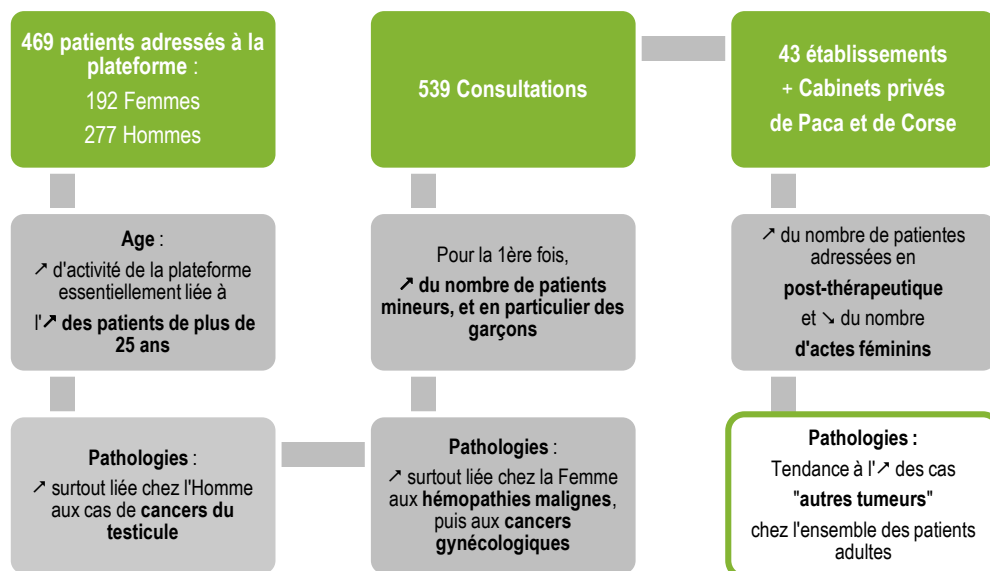 469 patients adressés à la
plateforme :
192 Femmes
277 Hommes
539 Consultations
43 établissements
+ Cabinets privés
de Paca et de Corse
Age :
↗ d'activité de la plateforme
essentiellement liée à
l'↗ des patients de plus de
25 ans
Pour la 1ère fois,
↗ du nombre de patients
mineurs, et en particulier des
garçons
↗ du nombre de patientes
adressées en
post-thérapeutique
et ↘ du nombre
d'actes féminins
Pathologies :
↗ surtout liée chez l'Homme
aux cas de cancers du
testicule
Pathologies :
↗ surtout liée chez la Femme
aux hémopathies malignes,
puis aux cancers
gynécologiques
Pathologies :
Tendance à l'↗ des cas
"autres tumeurs"
chez l'ensemble des patients
adultes